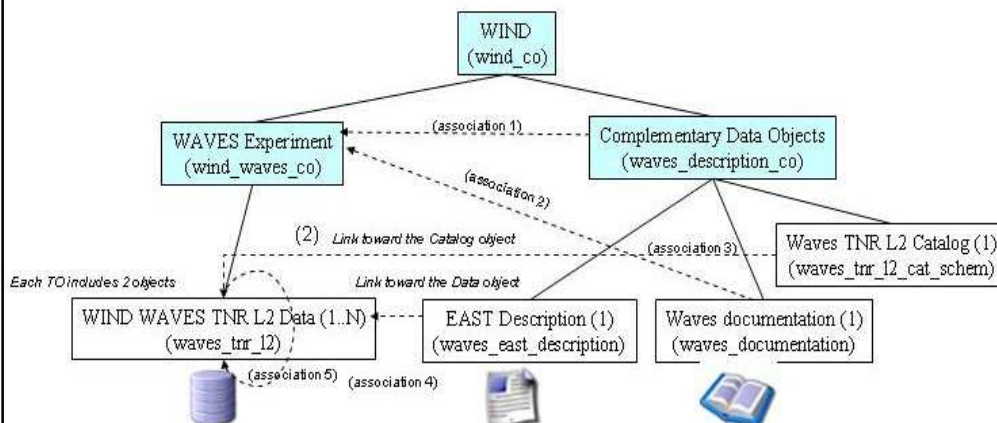 WIND
(wind_co)
WAVES Experiment
(wind_waves_co)
(association 1)
Complementary Data Objects
(waves_description_co)
(association 2)
(2) Link toward the Catalog object
(association 3)
Waves TNR L2 Catalog (1)
(waves_tnr_l2_cat_schem)
Each TO includes 2 objects
Link toward the Data object
WIND WAVES TNR L2 Data (1..N)
(waves_tnr_l2)
EAST Description (1)
(waves_east_description)
Waves documentation (1)
(waves_documentation)
(association 5)
(association 4)